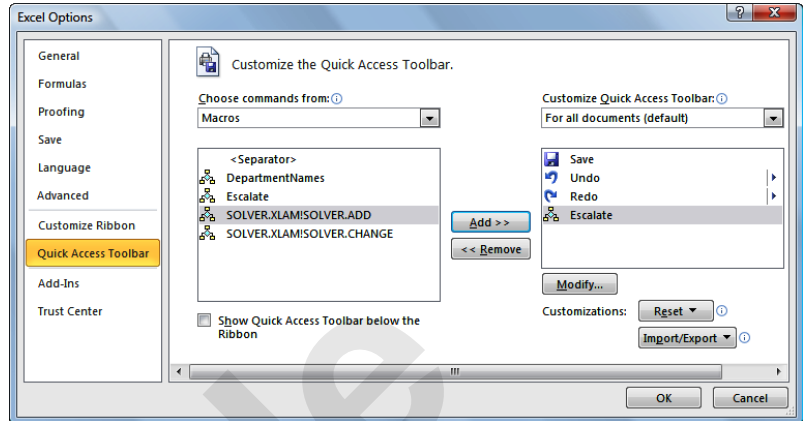 Excel Options
General
Formulas
Proofing
Save
Language
Advanced
Customize Ribbon
Quick Access Toolbar
Add-Ins
Trust Center
Customize the Quick Access Toolbar.
Choose commands from:
Macros
<Separator>
DepartmentNames
Escalate
SOLVER.XLAM!SOLVER.ADD
SOLVER.XLAM!SOLVER.CHANGE
Show Quick Access Toolbar below the
Ribbon
Add >>
<< Remove
Customize Quick Access Toolbar:
For all documents (default)
Save
Undo
Redo
Escalate
Modify...
Customizations:
Reset
Import/Export
OK
Cancel